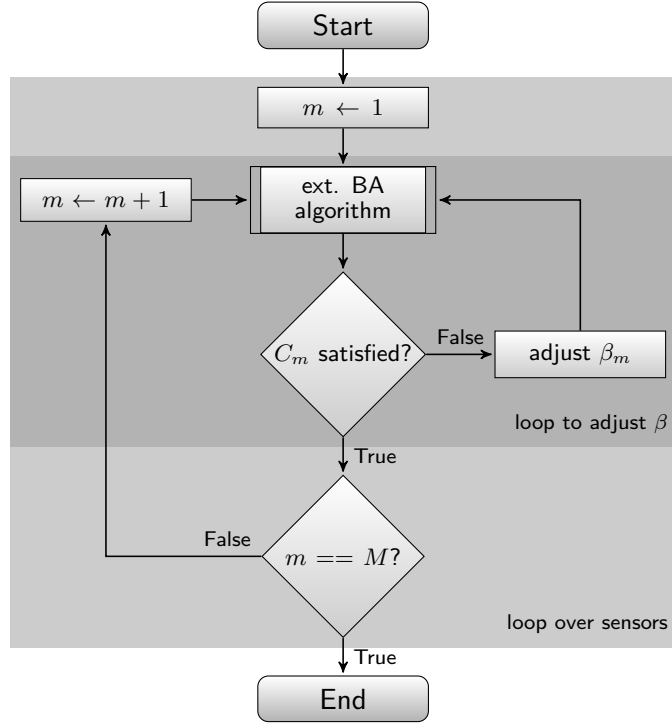 Start
m ← 1
m ← m + 1
ext. BA
algorithm
C_m satisfied?
False
adjust β_m
loop to adjust β
True
False
m == M?
loop over sensors
True
End